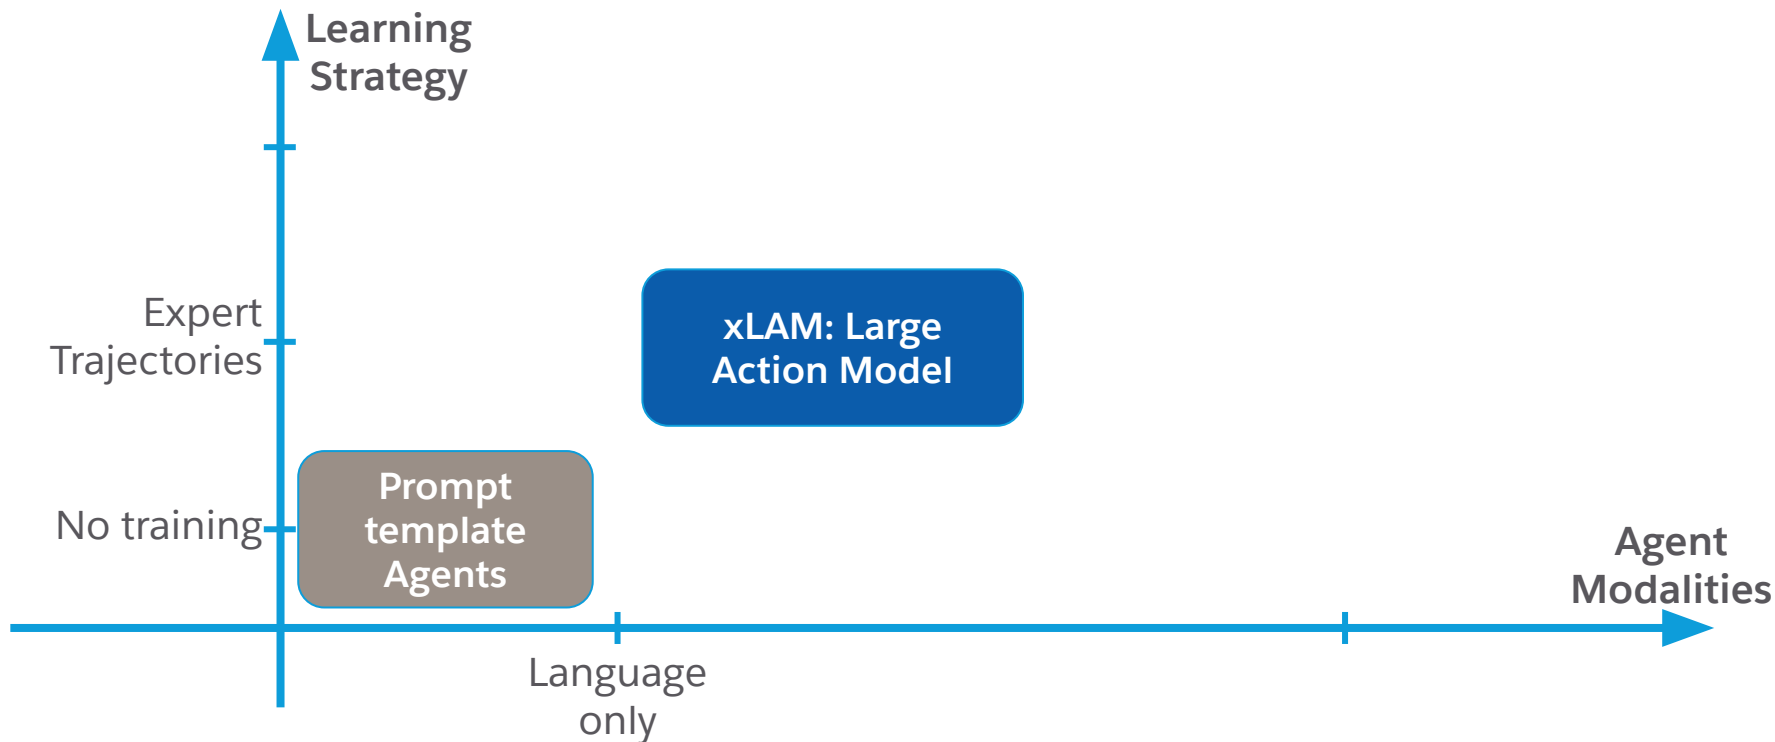 Learning
Strategy
Expert
Trajectories
xLAM: Large
Action Model
No training
Prompt
template
Agents
Agent
Modalities
Language
only